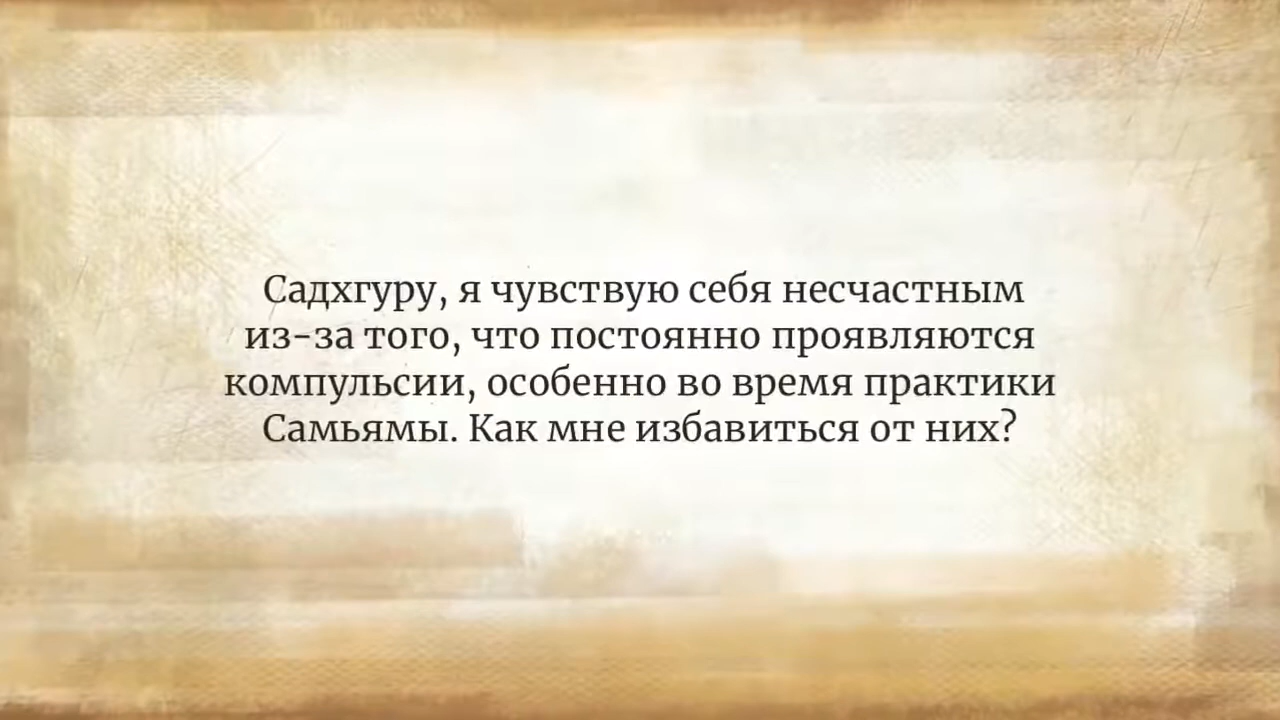 Садхгуру, я чувствую себя несчастным
из-за того, что постоянно проявляются
компульсии, особенно во время практики
Самьямы. Как мне избавиться от них?